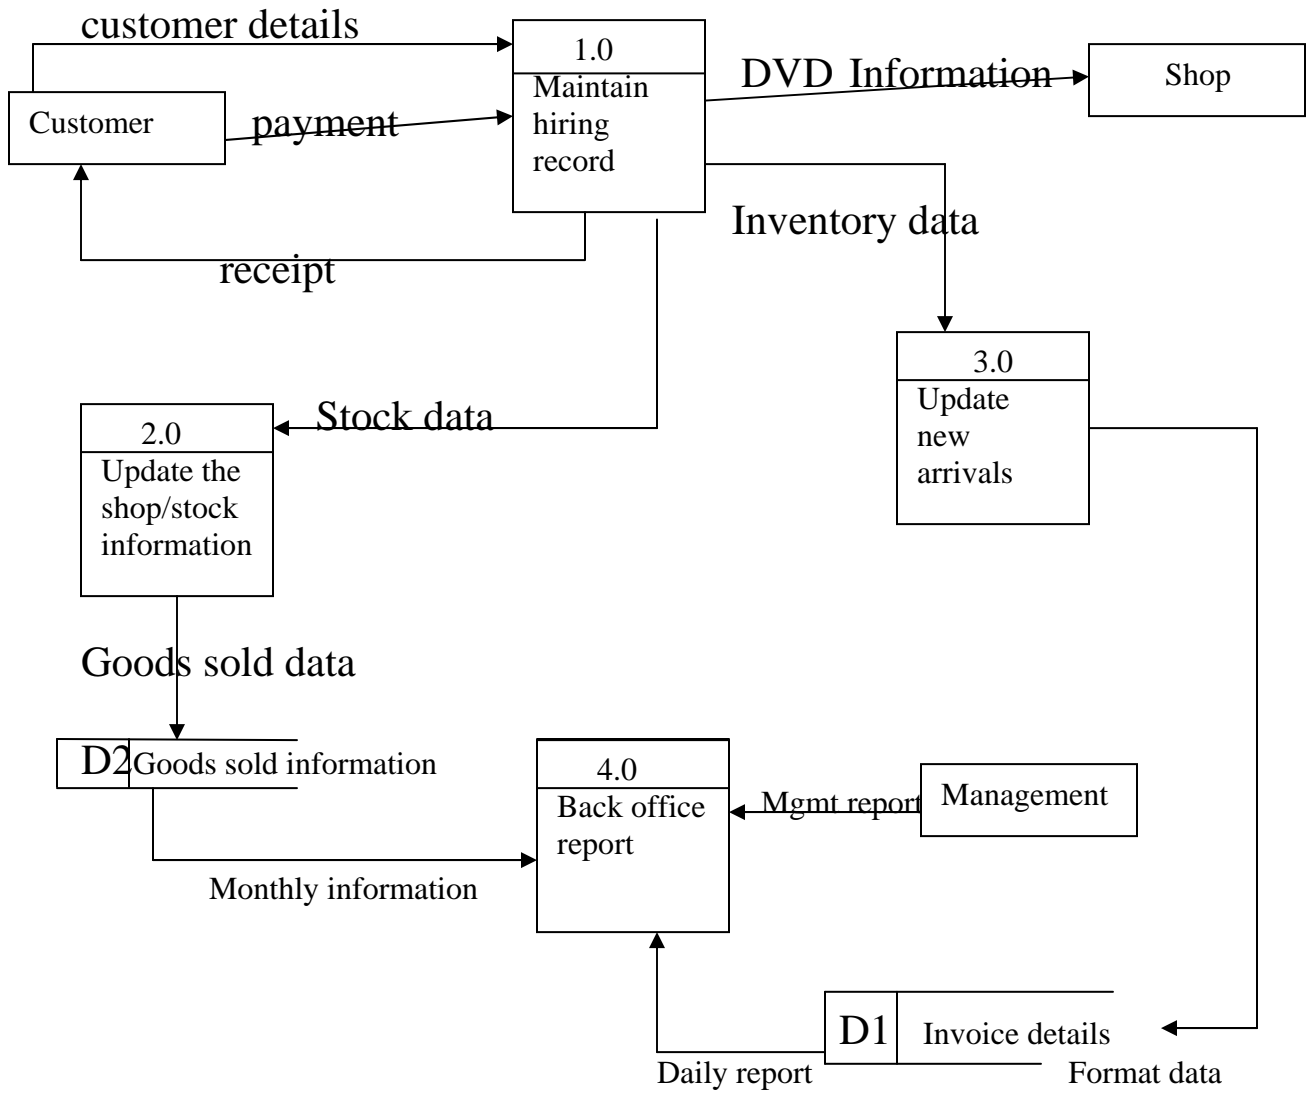 customer details
1.0
Maintain
hiring
record
DVD Information
Shop
Customer
payment
Inventory data
receipt
3.0
Update
new
arrivals
Stock data
2.0
Update the
shop/stock
information
Goods sold data
D2
Goods sold information
4.0
Back office
report
Mgmt report
Management
Monthly information
D1
Invoice details
Daily report
Format data